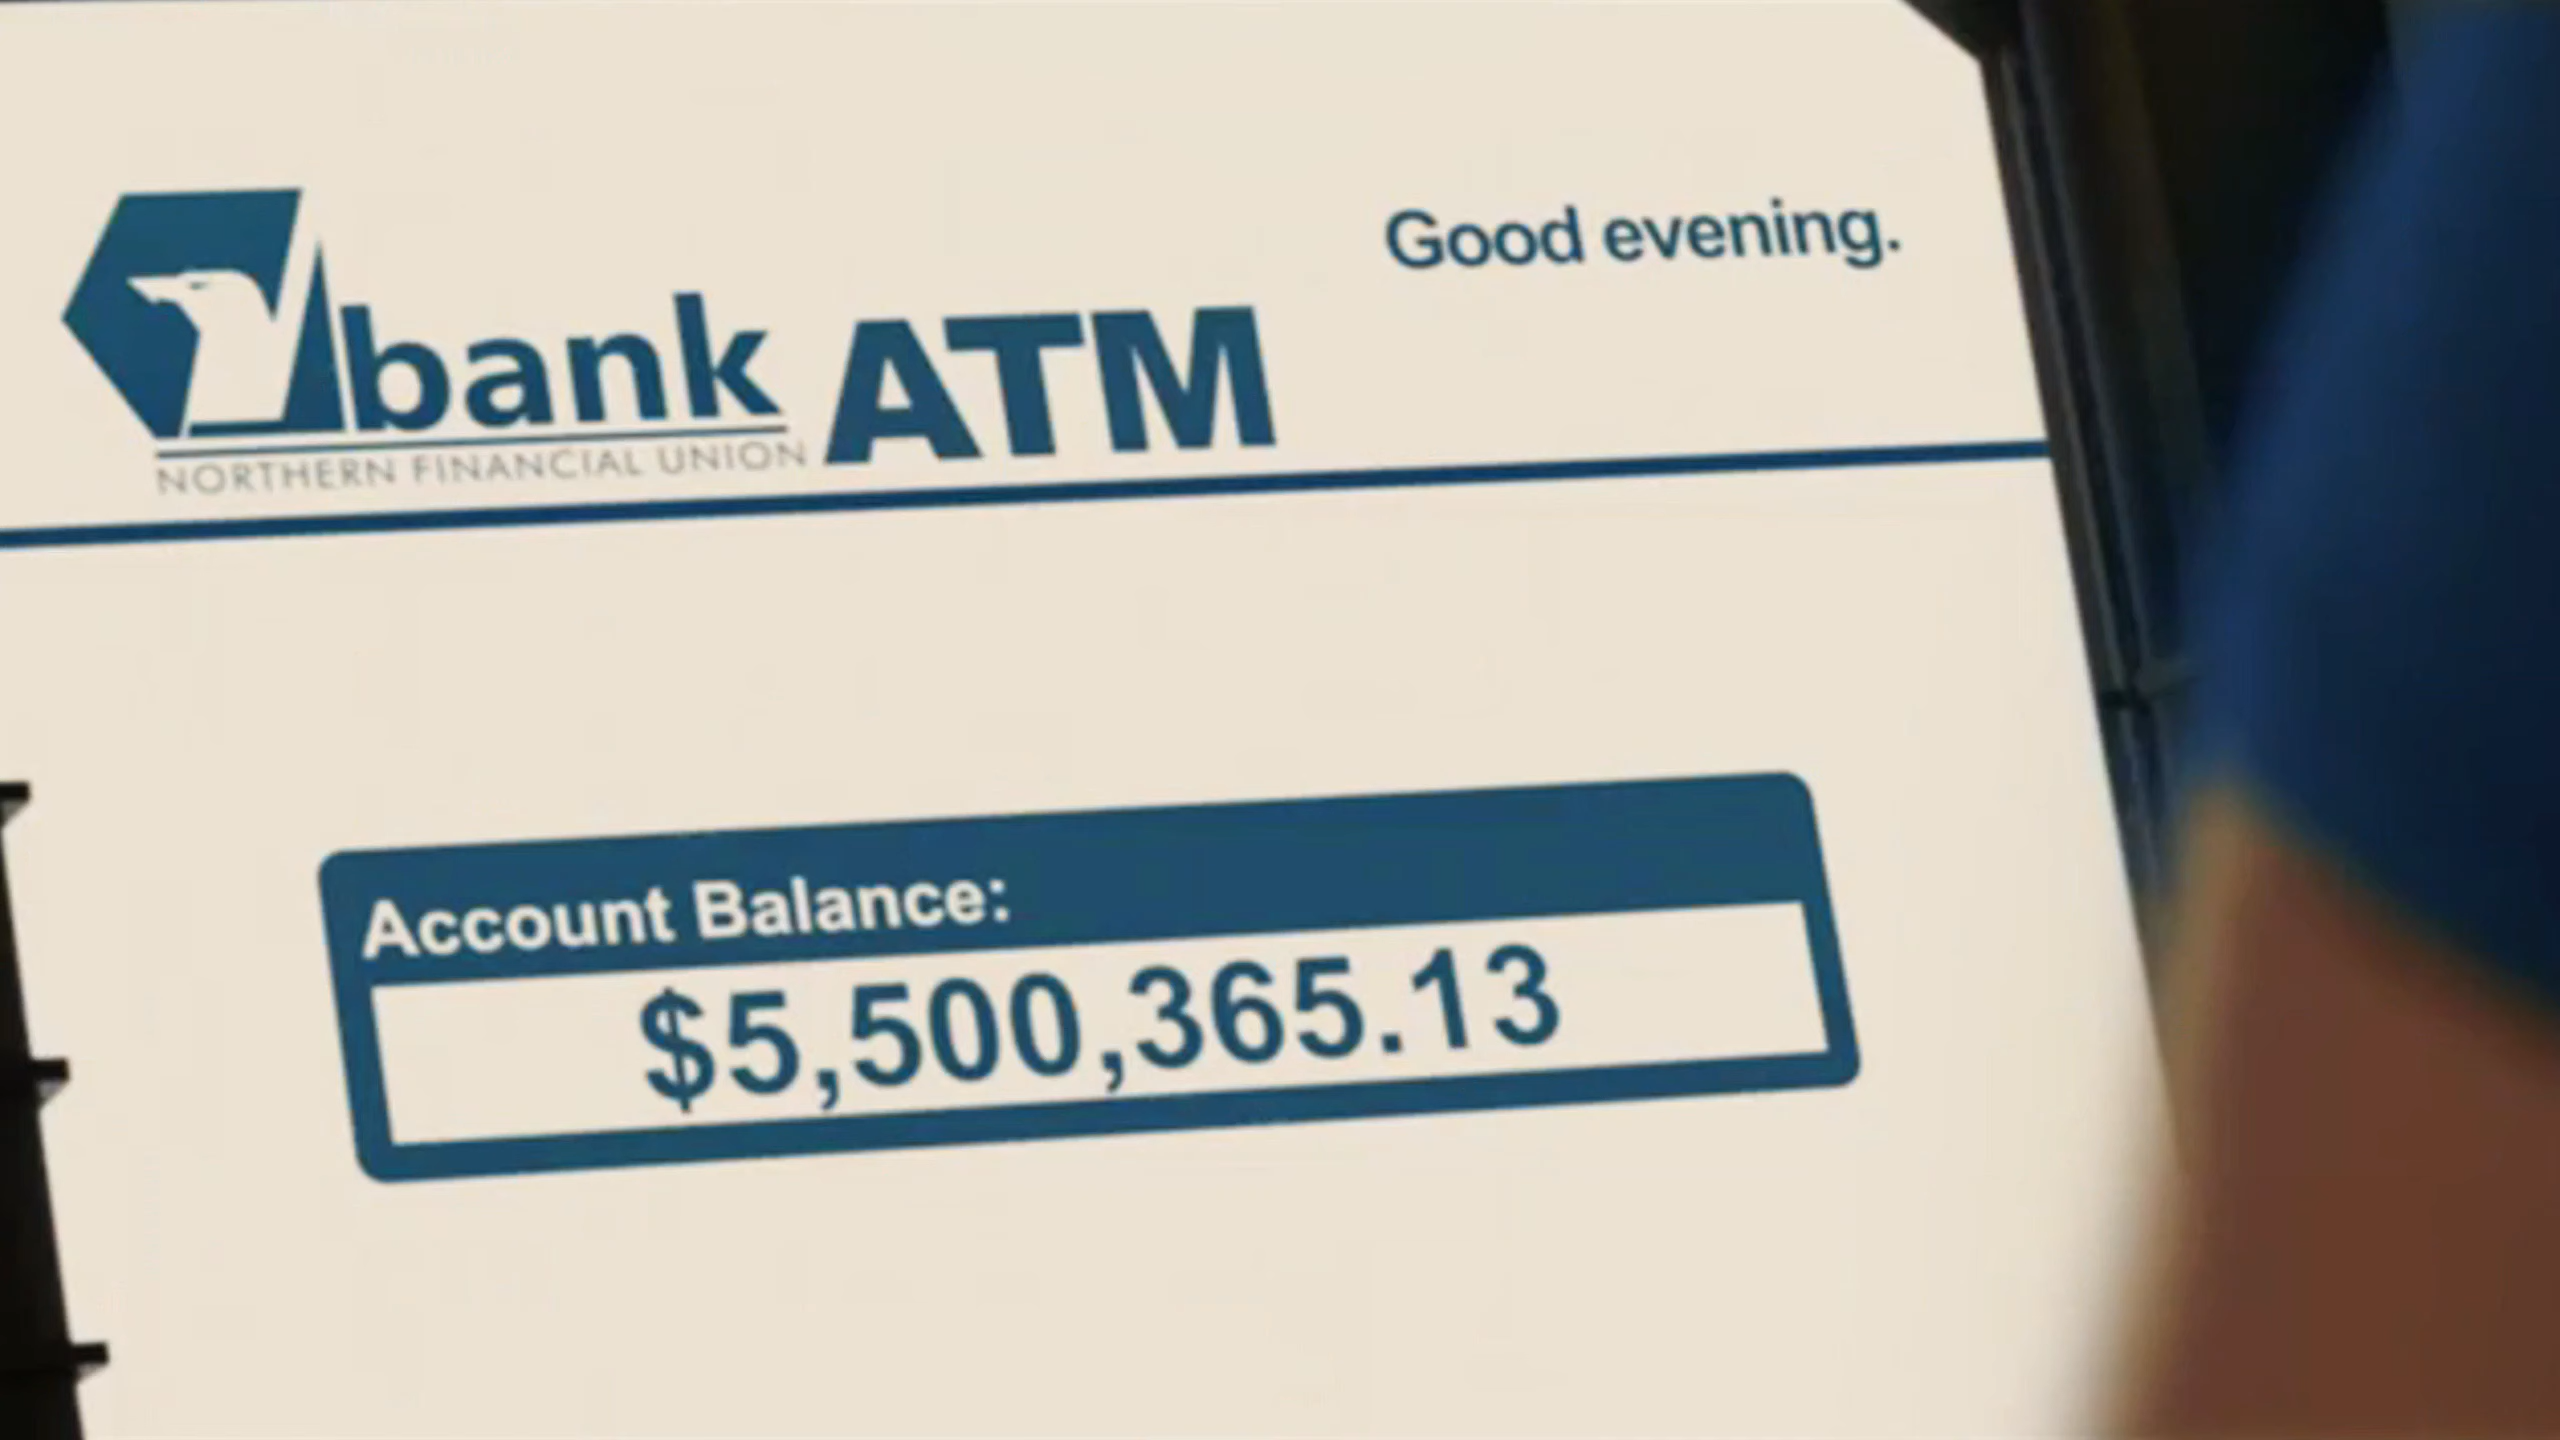 Good evening.
bank ATM
NORTHERN FINANCIAL UNION
Account Balance:
$5,500,365.13